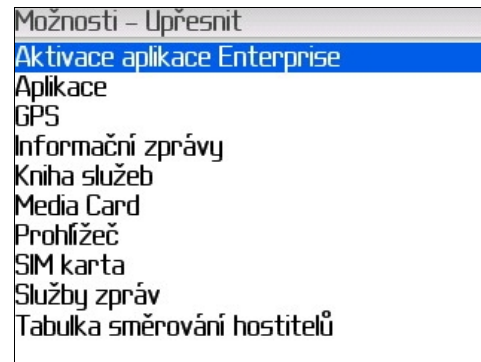 Možnosti – Upřesnit
Aktivace aplikace Enterprise
Aplikace
GPS
Informační zprávy
Kniha služeb
Media Card
Prohlížeč
SIM karta
Služby zpráv
Tabulka směrování hostitelů